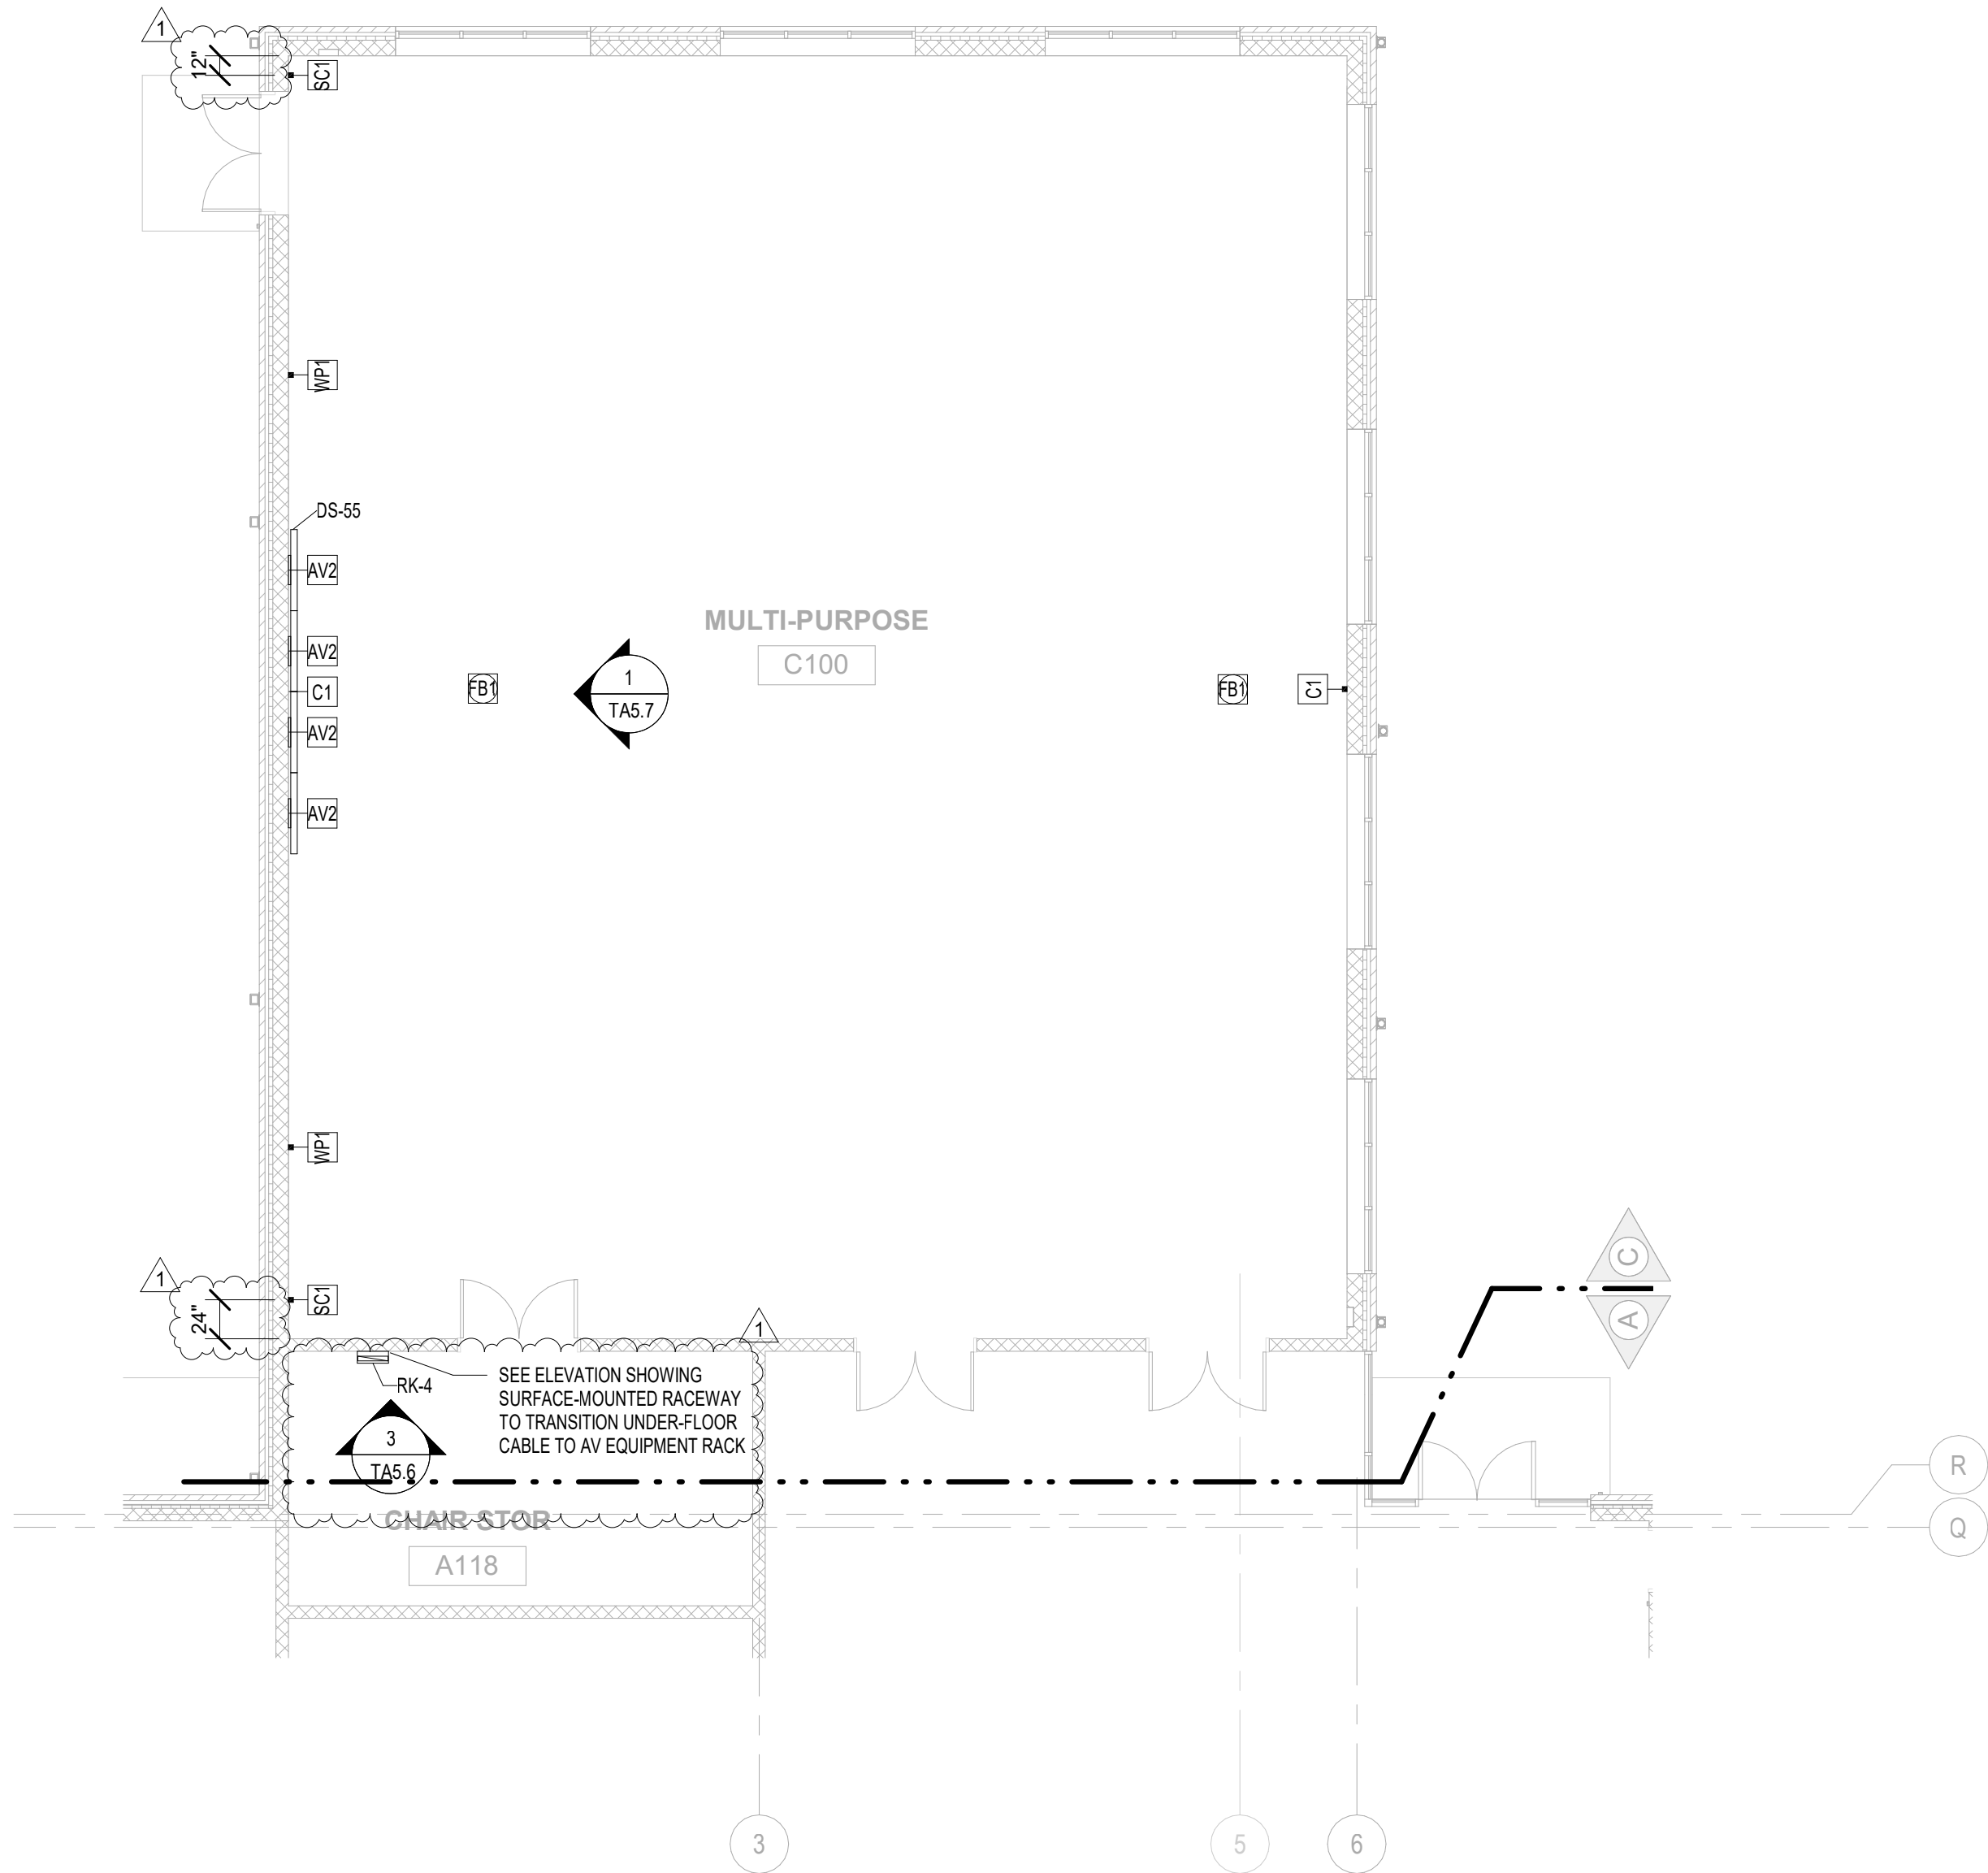 1
12"
SC1
WP1
DS-55
AV2
MULTI-PURPOSE
C100
AV2
FB1
1
TA5.7
C1
FB1
C1
AV2
AV2
WP1
C
1
24"
SC1
A
1
SEE ELEVATION SHOWING
SURFACE-MOUNTED RACEWAY
TO TRANSITION UNDER-FLOOR
CABLE TO AV EQUIPMENT RACK
RK-4
3
TA5.6
R
CHAIR STOR
Q
A118
3
5
6